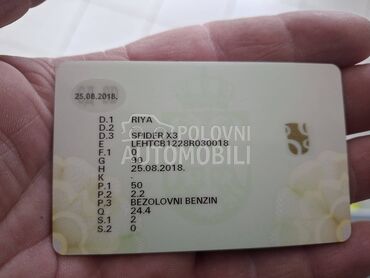 25.08.2018.
D.1 RIYA
D.2
D.3 SPIDER X3
E LEHTCB1228R030018
F.1 0
G 90
H 25.08.2018.
K -
P.1 50
P.2 2.2
P.3 BEZOLOVNI BENZIN
Q 24.4
S.1 2
S.2 0
POLOVNI
AUTOMOBILI